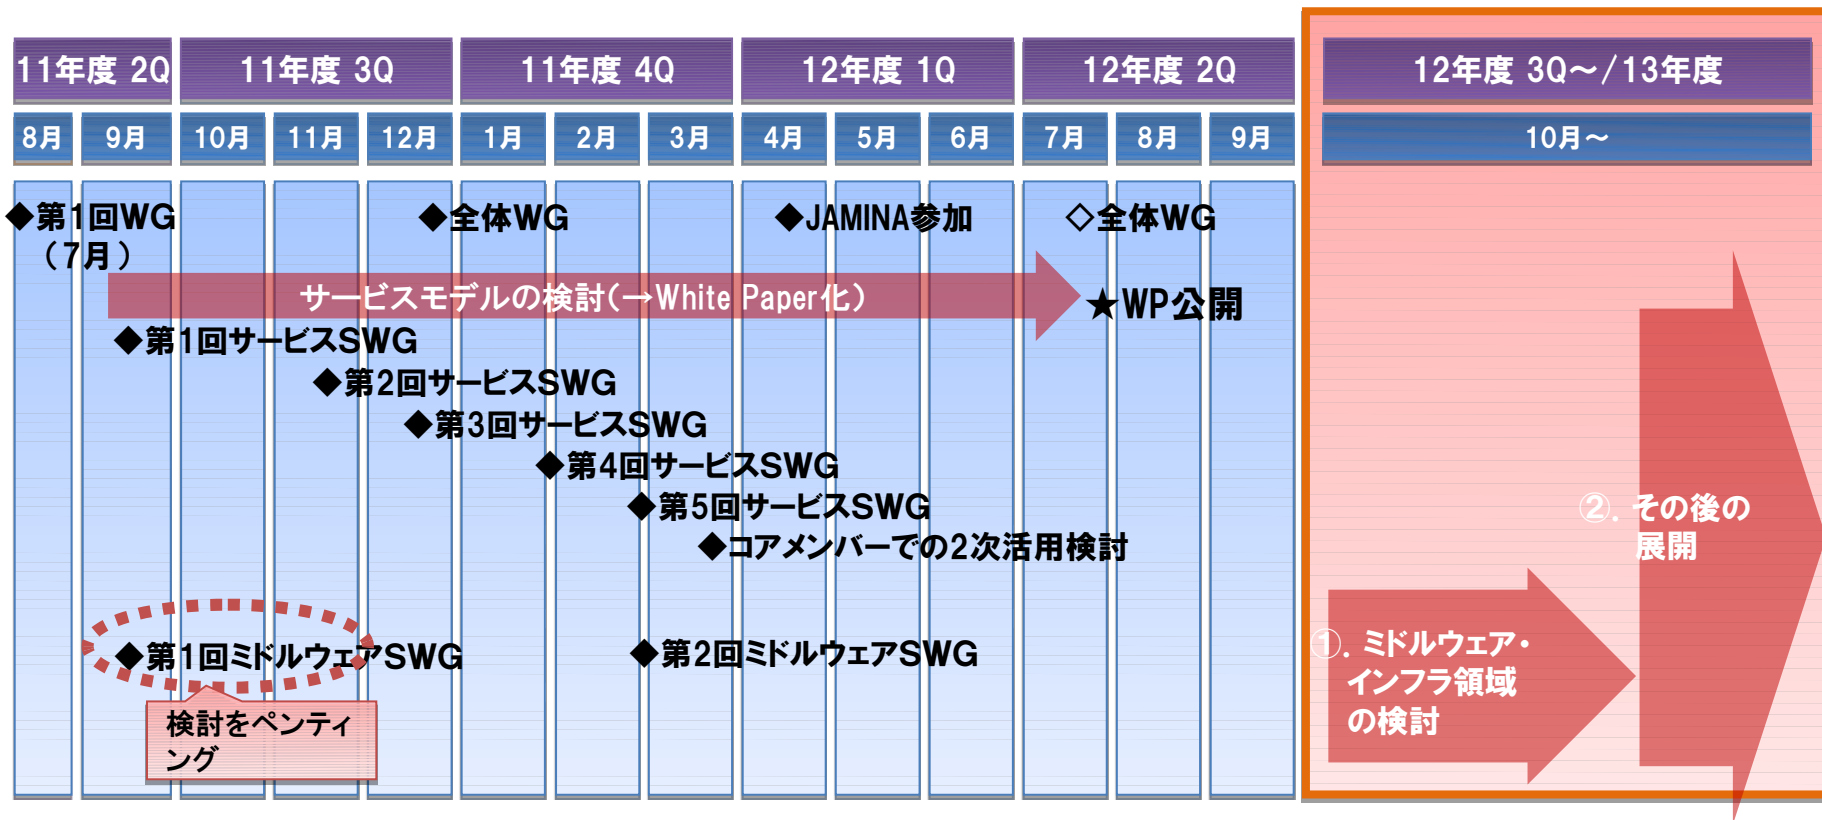 11年度 2Q
11年度 3Q
11年度 4Q
12年度 1Q
12年度 2Q
12年度 3Q～/13年度
8月
9月
10月
11月
12月
1月
2月
3月
4月
5月
6月
7月
8月
9月
10月～
◆第1回WG
（7月）
◆全体WG
◆JAMINA参加
◇全体WG
サービスモデルの検討(→White Paper化)
★WP公開
◆第1回サービスSWG
◆第2回サービスSWG
◆第3回サービスSWG
◆第4回サービスSWG
◆第5回サービスSWG
◆コアメンバーでの2次活用検討
◆第1回ミドルウェアSWG
◆第2回ミドルウェアSWG
検討をペンティ
ング
①. ミドルウェア・
インフラ領域
の検討
②. その後の
展開